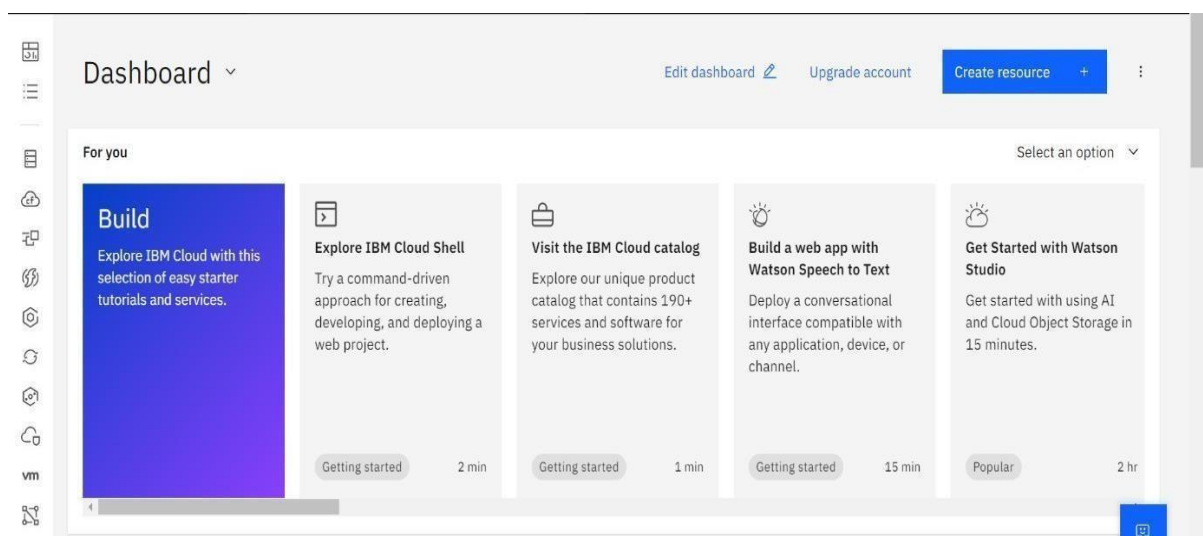 Dashboard
Edit dashboard
Upgrade account
Create resource +
For you
Select an option
Build
Explore IBM Cloud with this
selection of easy starter
tutorials and services.
Explore IBM Cloud Shell
Try a command-driven
approach for creating,
developing, and deploying a
web project.
Getting started
2 min
Visit the IBM Cloud catalog
Explore our unique product
catalog that contains 190+
services and software for
your business solutions.
Getting started
1 min
Build a web app with
Watson Speech to Text
Deploy a conversational
interface compatible with
any application, device, or
channel.
Getting started
15 min
Get Started with Watson
Studio
Get started with using AI
and Cloud Object Storage in
15 minutes.
Popular
2 hr
cf
vm